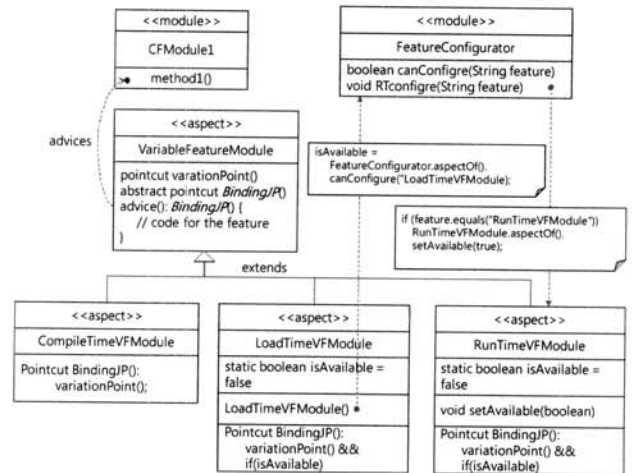 <<module>>
CFModule1
method1()
<<module>>
FeatureConfigurator
boolean canConfigre(String feature)
void RTconfigre(String feature)
advices
<<aspect>>
VariableFeatureModule
pointcut varationPoint()
abstract pointcut BindingJP()
advice(): BindingJP() {
// code for the feature
}
isAvailable =
FeatureConfigurator.aspectOf().
canConfigure("LoadTimeVFModule);
if (feature.equals("RunTimeVFModule"))
RunTimeVFModule.aspectOf().
setAvailable(true);
extends
<<aspect>>
CompileTimeVFModule
Pointcut BindingJP():
variationPoint();
<<aspect>>
LoadTimeVFModule
static boolean isAvailable =
false
LoadTimeVFModule()
Pointcut BindingJP():
variationPoint() &&
if(isAvailable)
<<aspect>>
RunTimeVFModule
static boolean isAvailable =
false
void setAvailable(boolean)
Pointcut BindingJP():
variationPoint() &&
if(isAvailable)